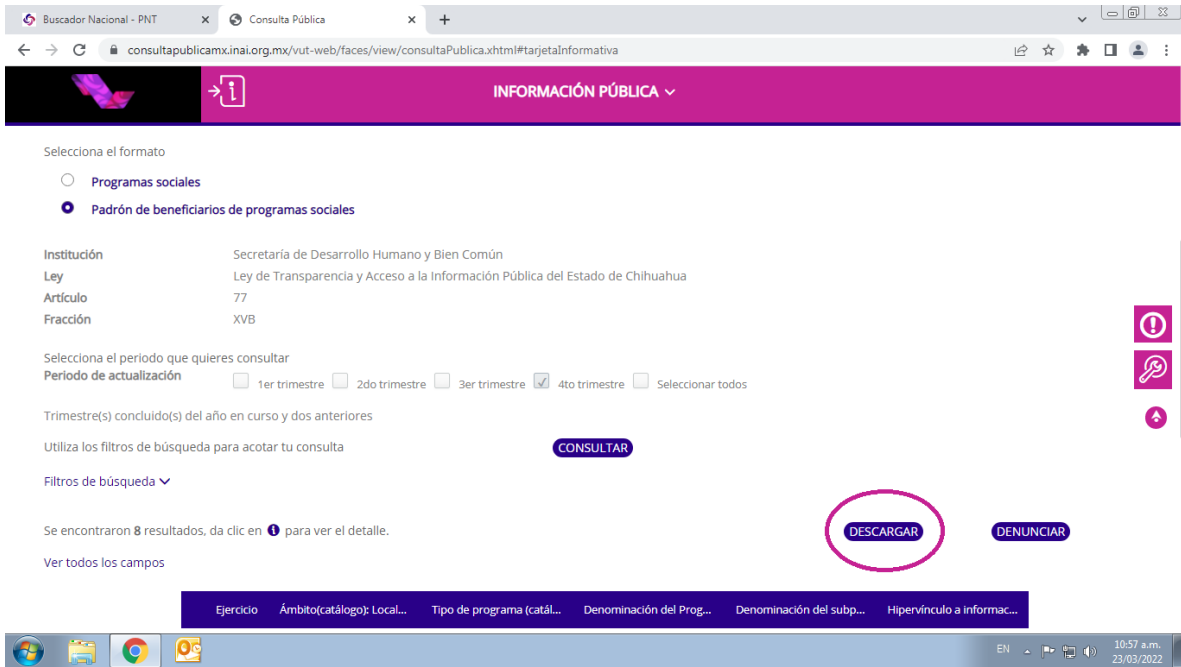 Buscador Nacional - PNT
Consulta Pública
consultapublicamx.inai.org.mx/vut-web/faces/view/consultaPublica.xhtml#tarjetaInformativa
INFORMACIÓN PÚBLICA
Selecciona el formato
Programas sociales
Padrón de beneficiarios de programas sociales
Institución Secretaría de Desarrollo Humano y Bien Común
Ley Ley de Transparencia y Acceso a la Información Pública del Estado de Chihuahua
Artículo 77
Fracción XVB
Selecciona el periodo que quieres consultar
Periodo de actualización 1er trimestre 2do trimestre 3er trimestre 4to trimestre Seleccionar todos
Trimestre(s) concluido(s) del año en curso y dos anteriores
Utiliza los filtros de búsqueda para acotar tu consulta CONSULTAR
Filtros de búsqueda
Se encontraron 8 resultados, da clic en i para ver el detalle. DESCARGAR DENUNCIAR
Ver todos los campos
Ejercicio Ámbito(catálogo): Local... Tipo de programa (catál... Denominación del Prog... Denominación del subp... Hipervínculo a informac...
EN 10:57 a.m.
23/03/2022